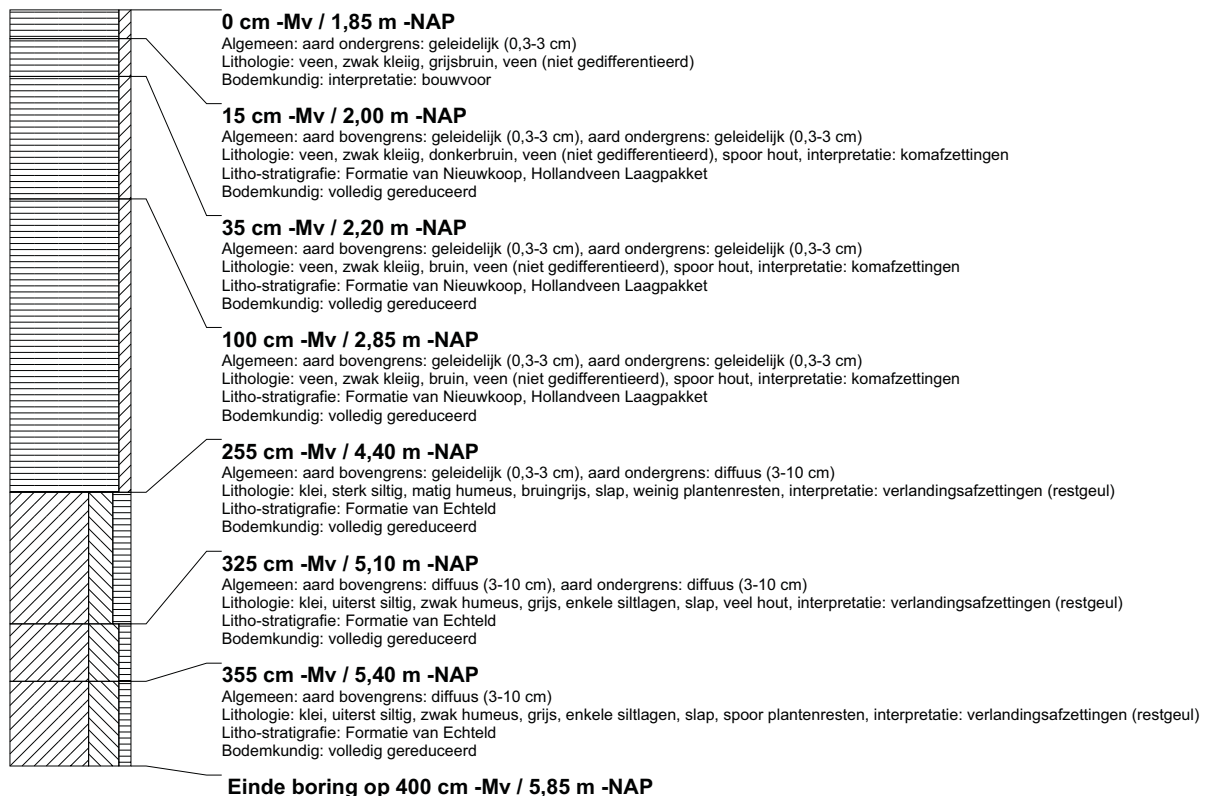 0 cm -Mv / 1,85 m -NAP
Algemeen: aard ondergrens: geleidelijk (0,3-3 cm)
Lithologie: veen, zwak kleiig, grijsbruin, veen (niet gedifferentieerd)
Bodemkundig: interpretatie: bouwvoor
15 cm -Mv / 2,00 m -NAP
Algemeen: aard bovengrens: geleidelijk (0,3-3 cm), aard ondergrens: geleidelijk (0,3-3 cm)
Lithologie: veen, zwak kleiig, donkerbruin, veen (niet gedifferentieerd), spoor hout, interpretatie: komafzettingen
Litho-stratigrafie: Formatie van Nieuwkoop, Hollandveen Laagpakket
Bodemkundig: volledig gereduceerd
35 cm -Mv / 2,20 m -NAP
Algemeen: aard bovengrens: geleidelijk (0,3-3 cm), aard ondergrens: geleidelijk (0,3-3 cm)
Lithologie: veen, zwak kleiig, bruin, veen (niet gedifferentieerd), spoor hout, interpretatie: komafzettingen
Litho-stratigrafie: Formatie van Nieuwkoop, Hollandveen Laagpakket
Bodemkundig: volledig gereduceerd
100 cm -Mv / 2,85 m -NAP
Algemeen: aard bovengrens: geleidelijk (0,3-3 cm), aard ondergrens: geleidelijk (0,3-3 cm)
Lithologie: veen, zwak kleiig, bruin, veen (niet gedifferentieerd), spoor hout, interpretatie: komafzettingen
Litho-stratigrafie: Formatie van Nieuwkoop, Hollandveen Laagpakket
Bodemkundig: volledig gereduceerd
255 cm -Mv / 4,40 m -NAP
Algemeen: aard bovengrens: geleidelijk (0,3-3 cm), aard ondergrens: diffuus (3-10 cm)
Lithologie: klei, sterk siltig, matig humeus, bruingrijs, slap, weinig plantenresten, interpretatie: verlandingsafzettingen (restgeul)
Litho-stratigrafie: Formatie van Echteld
Bodemkundig: volledig gereduceerd
325 cm -Mv / 5,10 m -NAP
Algemeen: aard bovengrens: diffuus (3-10 cm), aard ondergrens: diffuus (3-10 cm)
Lithologie: klei, uiterst siltig, zwak humeus, grijs, enkele siltlagen, slap, veel hout, interpretatie: verlandingsafzettingen (restgeul)
Litho-stratigrafie: Formatie van Echteld
Bodemkundig: volledig gereduceerd
355 cm -Mv / 5,40 m -NAP
Algemeen: aard bovengrens: diffuus (3-10 cm)
Lithologie: klei, uiterst siltig, zwak humeus, grijs, enkele siltlagen, slap, spoor plantenresten, interpretatie: verlandingsafzettingen (restgeul)
Litho-stratigrafie: Formatie van Echteld
Bodemkundig: volledig gereduceerd
Einde boring op 400 cm -Mv / 5,85 m -NAP